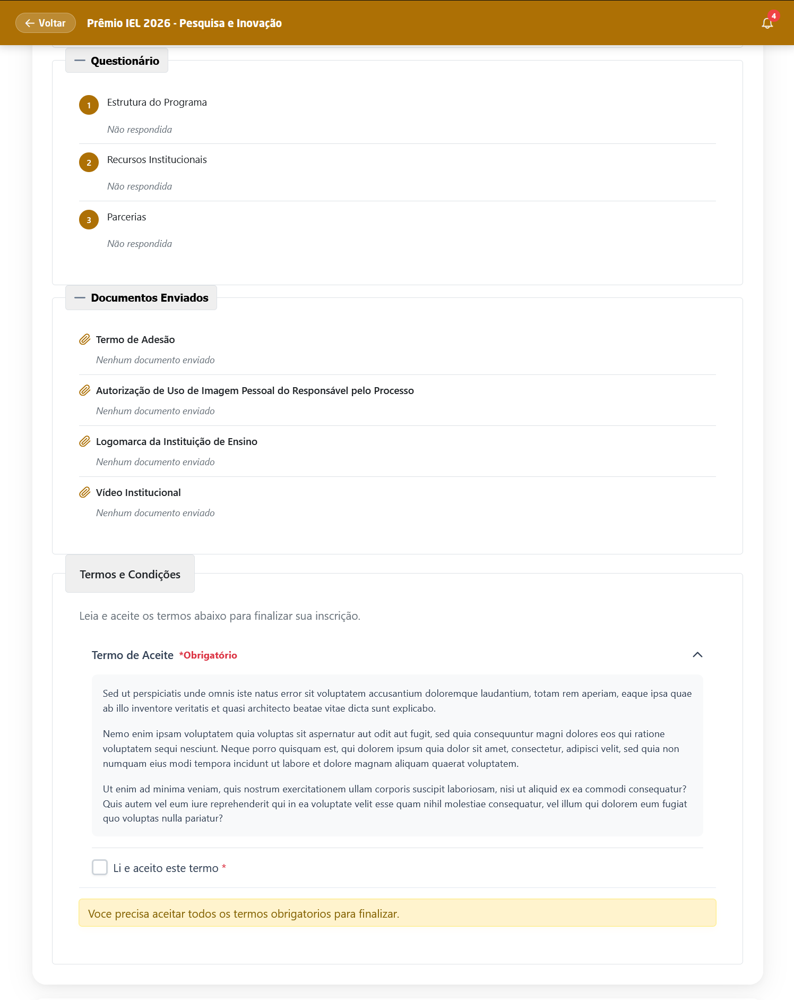 Voltar
Prêmio IEL 2026 - Pesquisa e Inovação
4
Questionário
1
Estrutura do Programa
Não respondida
2
Recursos Institucionais
Não respondida
3
Parcerias
Não respondida
Documentos Enviados
Termo de Adesão
Nenhum documento enviado
Autorização de Uso de Imagem Pessoal do Responsável pelo Processo
Nenhum documento enviado
Logomarca da Instituição de Ensino
Nenhum documento enviado
Vídeo Institucional
Nenhum documento enviado
Termos e Condições
Leia e aceite os termos abaixo para finalizar sua inscrição.
Termo de Aceite *Obrigatório
Sed ut perspiciatis unde omnis iste natus error sit voluptatem accusantium doloremque laudantium, totam rem aperiam, eaque ipsa quae
ab illo inventore veritatis et quasi architecto beatae vitae dicta sunt explicabo.
Nemo enim ipsam voluptatem quia voluptas sit aspernatur aut odit aut fugit, sed quia consequuntur magni dolores eos qui ratione
voluptatem sequi nesciunt. Neque porro quisquam est, qui dolorem ipsum quia dolor sit amet, consectetur, adipisci velit, sed quia non
numquam eius modi tempora incidunt ut labore et dolore magnam aliquam quaerat voluptatem.
Ut enim ad minima veniam, quis nostrum exercitationem ullam corporis suscipit laboriosam, nisi ut aliquid ex ea commodi consequatur?
Quis autem vel eum iure reprehenderit qui in ea voluptate velit esse quam nihil molestiae consequatur, vel illum qui dolorem eum fugiat
quo voluptas nulla pariatur?
Li e aceito este termo *
Voce precisa aceitar todos os termos obrigatorios para finalizar.